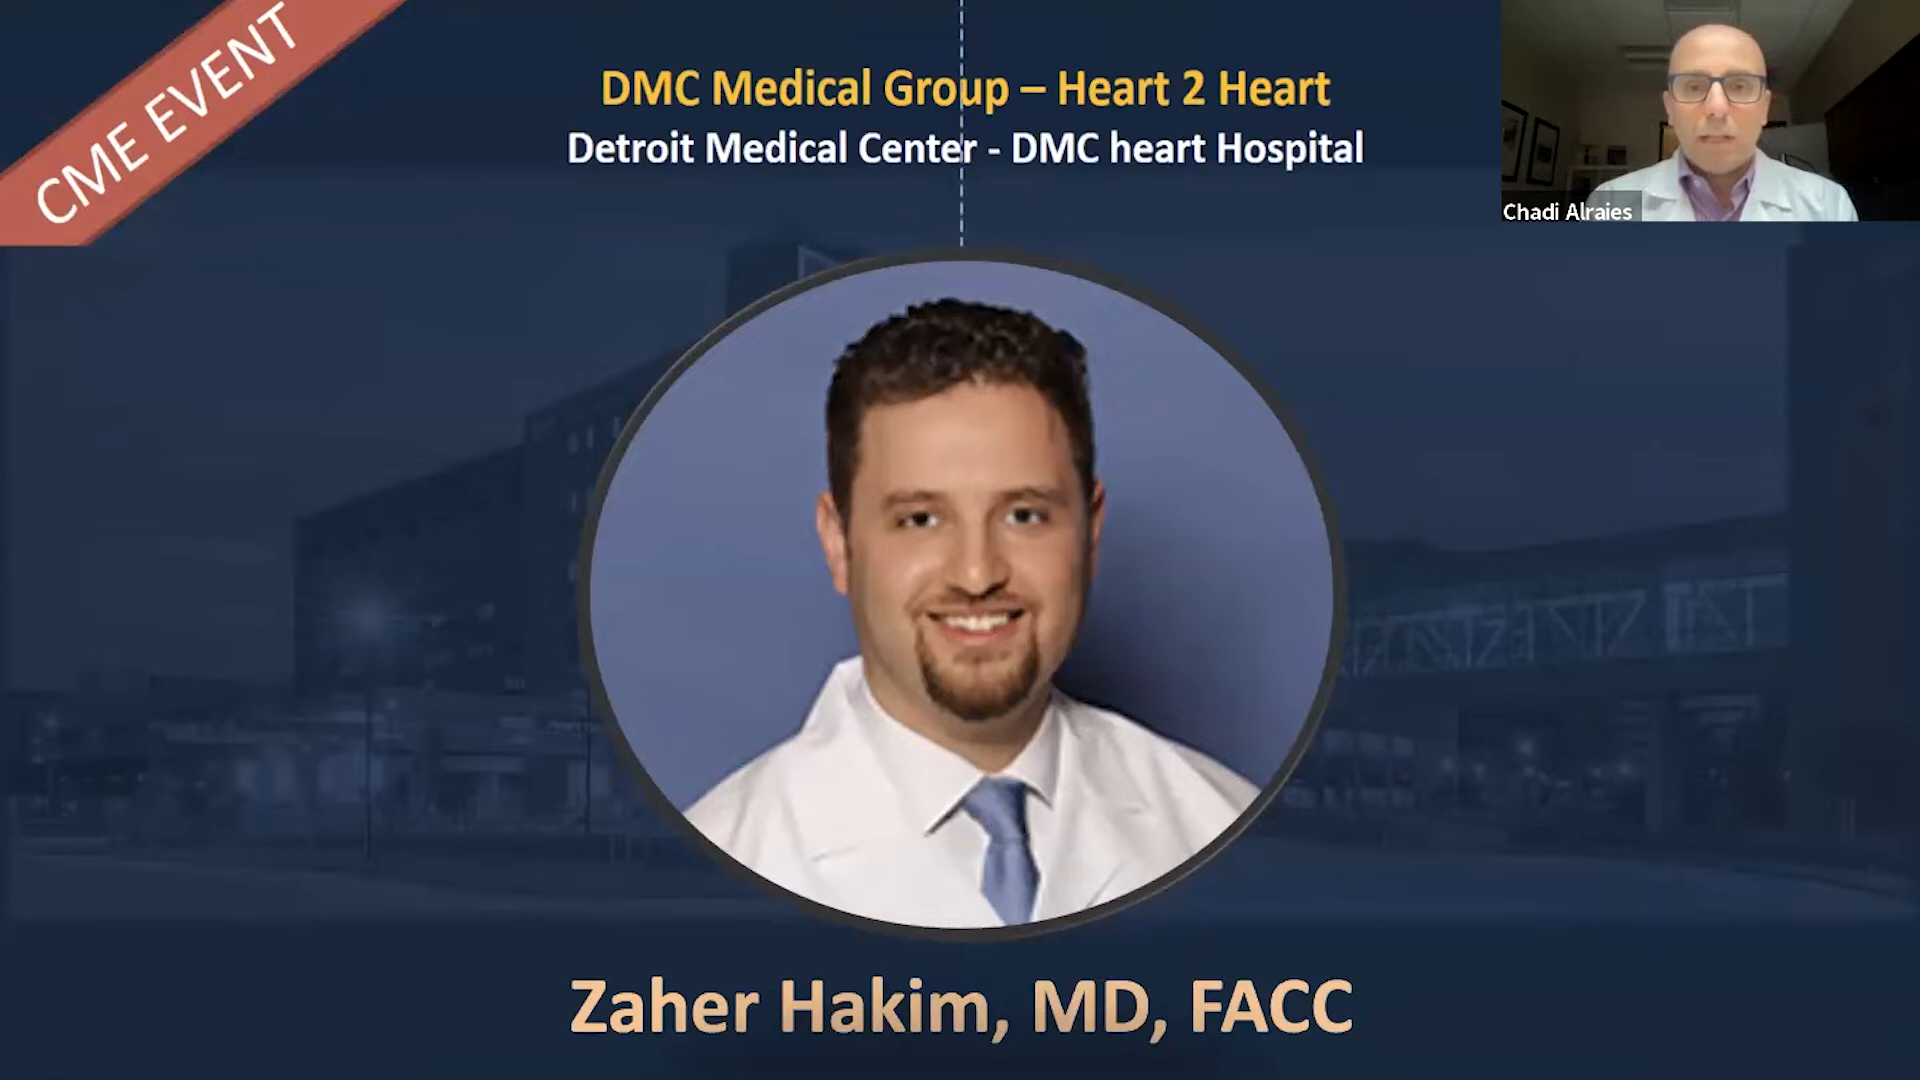 CME EVENT
DMC Medical Group – Heart 2 Heart
Detroit Medical Center - DMC heart Hospital
Chadi Alraies
Zaher Hakim, MD, FACC